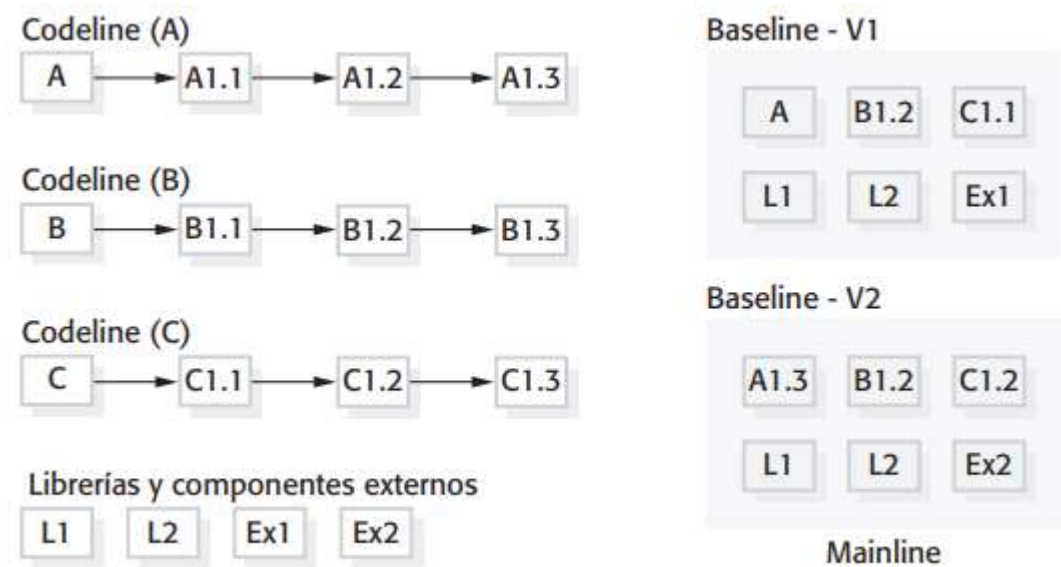 Codeline (A)
A A1.1 A1.2 A1.3
Codeline (B)
B B1.1 B1.2 B1.3
Codeline (C)
C C1.1 C1.2 C1.3
Librerías y componentes externos
L1 L2 Ex1 Ex2
Baseline - V1
A B1.2 C1.1
L1 L2 Ex1
Baseline - V2
A1.3 B1.2 C1.2
L1 L2 Ex2
Mainline